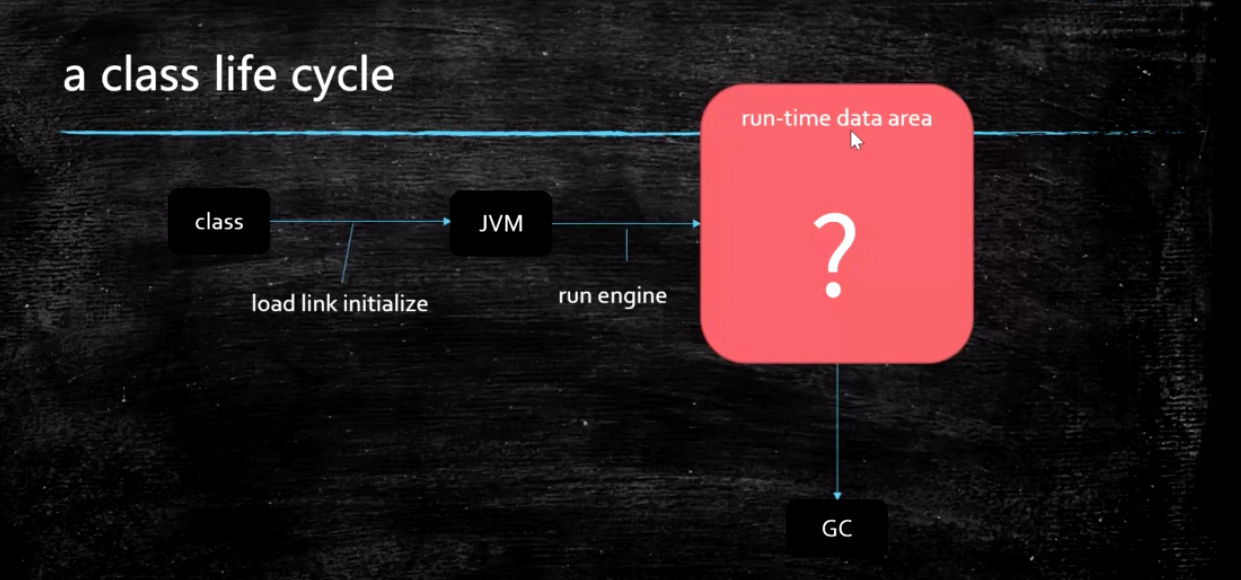 a class life cycle
run-time data area
class
JVM
?
load link initialize
run engine
GC